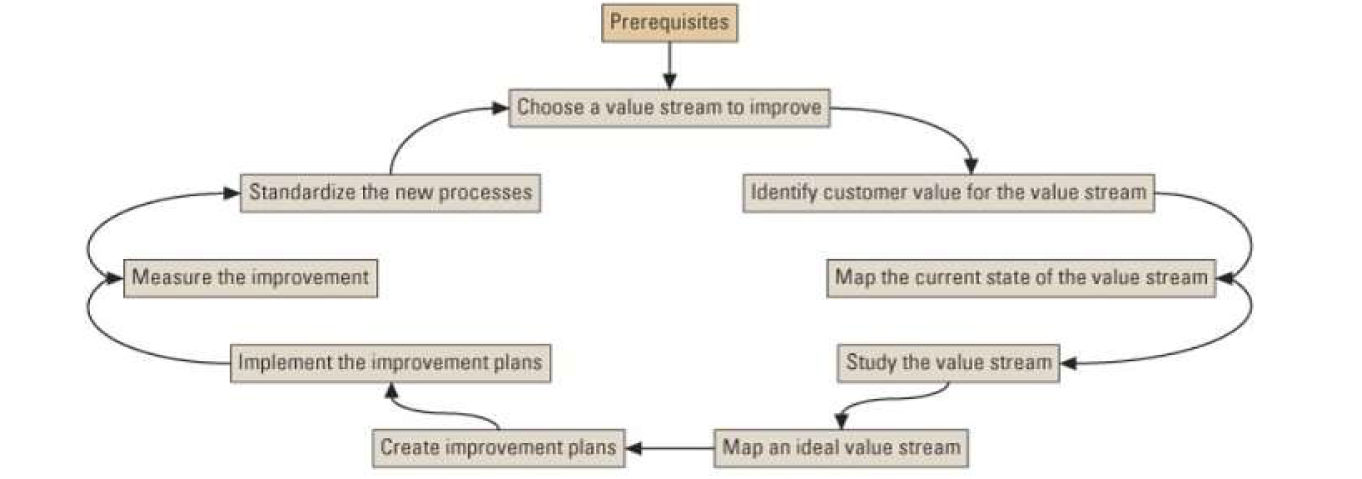 Prerequisites
Choose a value stream to improve
Standardize the new processes
Identify customer value for the value stream
Measure the improvement
Map the current state of the value stream
Implement the improvement plans
Study the value stream
Create improvement plans
Map an ideal value stream